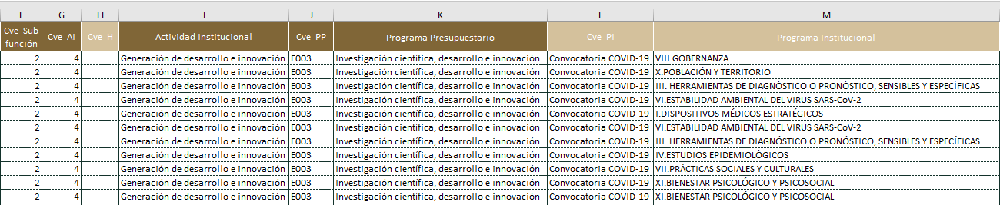 F G H I J K L M
Cve_Sub función Cve_AI Cve_H Actividad Institucional Cve_PP Programa Presupuestario Cve_PI Programa Institucional
2 4 Generación de desarrollo e innovación E003 Investigación científica, desarrollo e innovación Convocatoria COVID-19 VIII.GOBERNANZA
2 4 Generación de desarrollo e innovación E003 Investigación científica, desarrollo e innovación Convocatoria COVID-19 X.POBLACIÓN Y TERRITORIO
2 4 Generación de desarrollo e innovación E003 Investigación científica, desarrollo e innovación Convocatoria COVID-19 III. HERRAMIENTAS DE DIAGNÓSTICO O PRONÓSTICO, SENSIBLES Y ESPECÍFICAS
2 4 Generación de desarrollo e innovación E003 Investigación científica, desarrollo e innovación Convocatoria COVID-19 VI.ESTABILIDAD AMBIENTAL DEL VIRUS SARS-CoV-2
2 4 Generación de desarrollo e innovación E003 Investigación científica, desarrollo e innovación Convocatoria COVID-19 I.DISPOSITIVOS MÉDICOS ESTRATÉGICOS
2 4 Generación de desarrollo e innovación E003 Investigación científica, desarrollo e innovación Convocatoria COVID-19 VI.ESTABILIDAD AMBIENTAL DEL VIRUS SARS-CoV-2
2 4 Generación de desarrollo e innovación E003 Investigación científica, desarrollo e innovación Convocatoria COVID-19 III. HERRAMIENTAS DE DIAGNÓSTICO O PRONÓSTICO, SENSIBLES Y ESPECÍFICAS
2 4 Generación de desarrollo e innovación E003 Investigación científica, desarrollo e innovación Convocatoria COVID-19 IV.ESTUDIOS EPIDEMIOLÓGICOS
2 4 Generación de desarrollo e innovación E003 Investigación científica, desarrollo e innovación Convocatoria COVID-19 VII.PRÁCTICAS SOCIALES Y CULTURALES
2 4 Generación de desarrollo e innovación E003 Investigación científica, desarrollo e innovación Convocatoria COVID-19 XI.BIENESTAR PSICOLÓGICO Y PSICOSOCIAL
2 4 Generación de desarrollo e innovación E003 Investigación científica, desarrollo e innovación Convocatoria COVID-19 XI.BIENESTAR PSICOLÓGICO Y PSICOSOCIAL